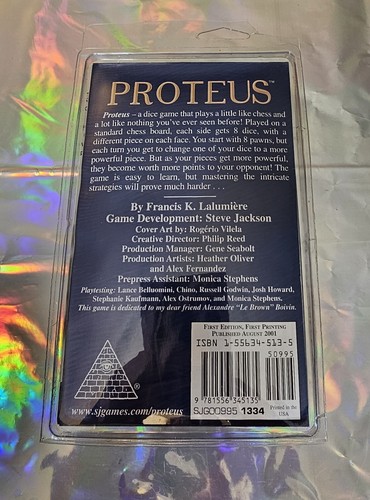 PROTEUS™
Proteus – a dice game that plays a little like chess and
a lot like nothing you've ever seen before! Played on a
standard chess board, each side gets 8 dice, with a
different piece on each face. You start with 8 pawns, but
each turn you get to change one of your dice to a more
powerful piece. But as your pieces get more powerful,
they become worth more points to your opponent! The
game is easy to learn, but mastering the intricate
strategies will prove much harder . . .
By Francis K. Lalumière
Game Development: Steve Jackson
Cover Art by: Rogério Vilela
Creative Director: Philip Reed
Production Manager: Gene Seabolt
Production Artists: Heather Oliver
and Alex Fernandez
Prepress Assistant: Monica Stephens
Playtesting: Lance Belluomini, Chino, Russell Godwin, Josh Howard,
Stephanie Kaufmann, Alex Ostrumov, and Monica Stephens.
This game is dedicated to my dear friend Alexandre "Le Brown" Boivin.
First Edition, First Printing
Published August 2001
ISBN 1-55634-513-5
50995
9 781556 345135
SJG00995 1334
Printed in the
USA
®
www.sjgames.com/proteus